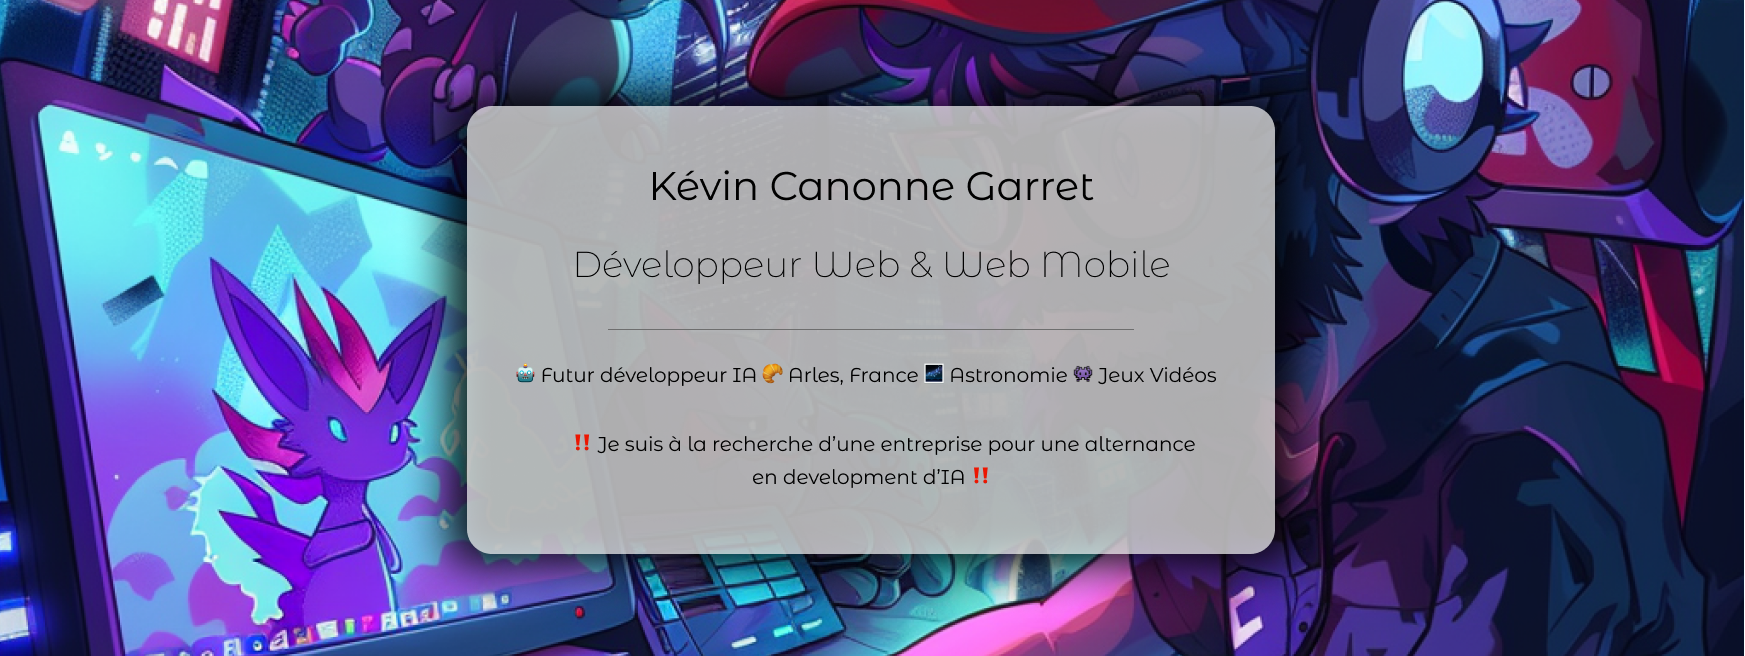 Kévin Canonne Garret
Développeur Web & Web Mobile
🤖 Futur développeur IA 🥐 Arles, France 🌌 Astronomie 👾 Jeux Vidéos
‼️ Je suis à la recherche d’une entreprise pour une alternance
en development d’IA ‼️